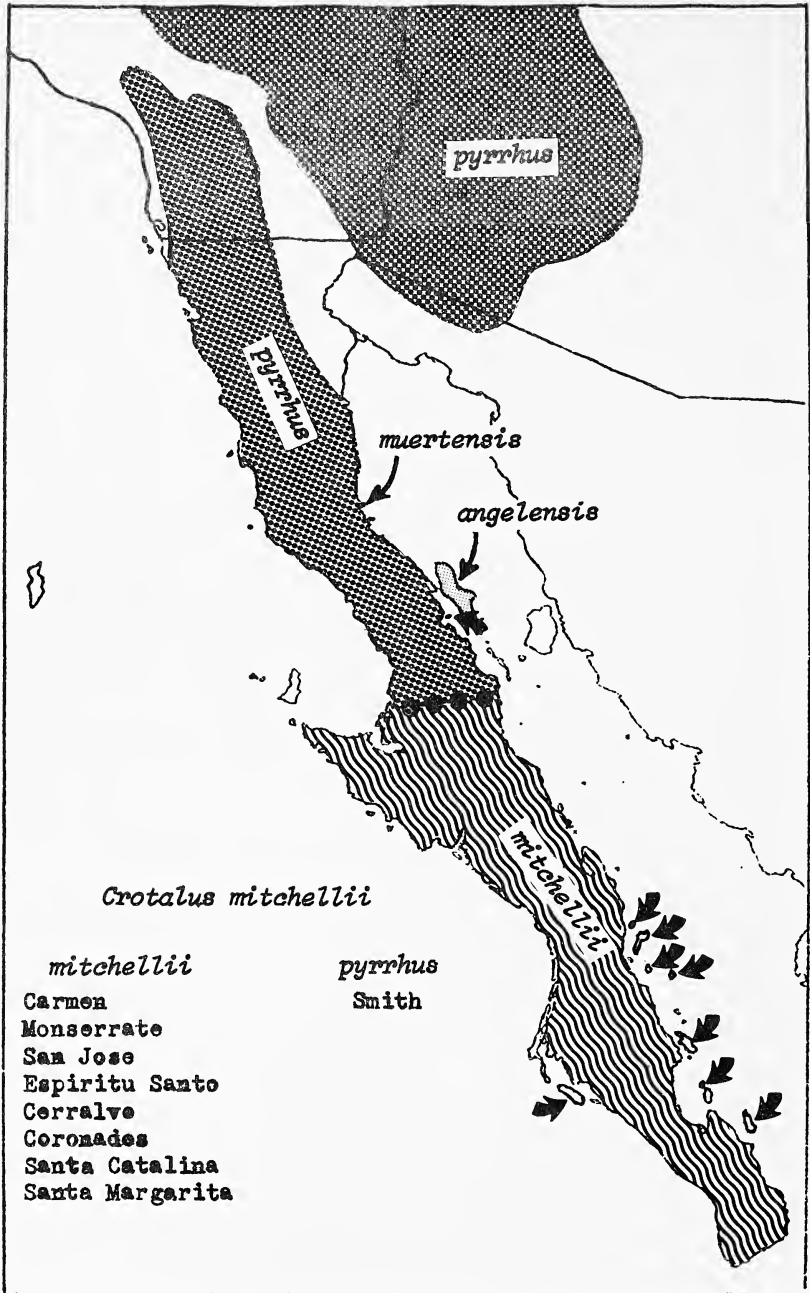 pyrrhus
pyrrhus
muertensis
angelensis
mitchellii
Crotalus mitchellii
mitchellii
Carmen
Monserrate
San Jose
Espiritu Santo
Cerralvo
Coronados
Santa Catalina
Santa Margarita
pyrrhus
Smith